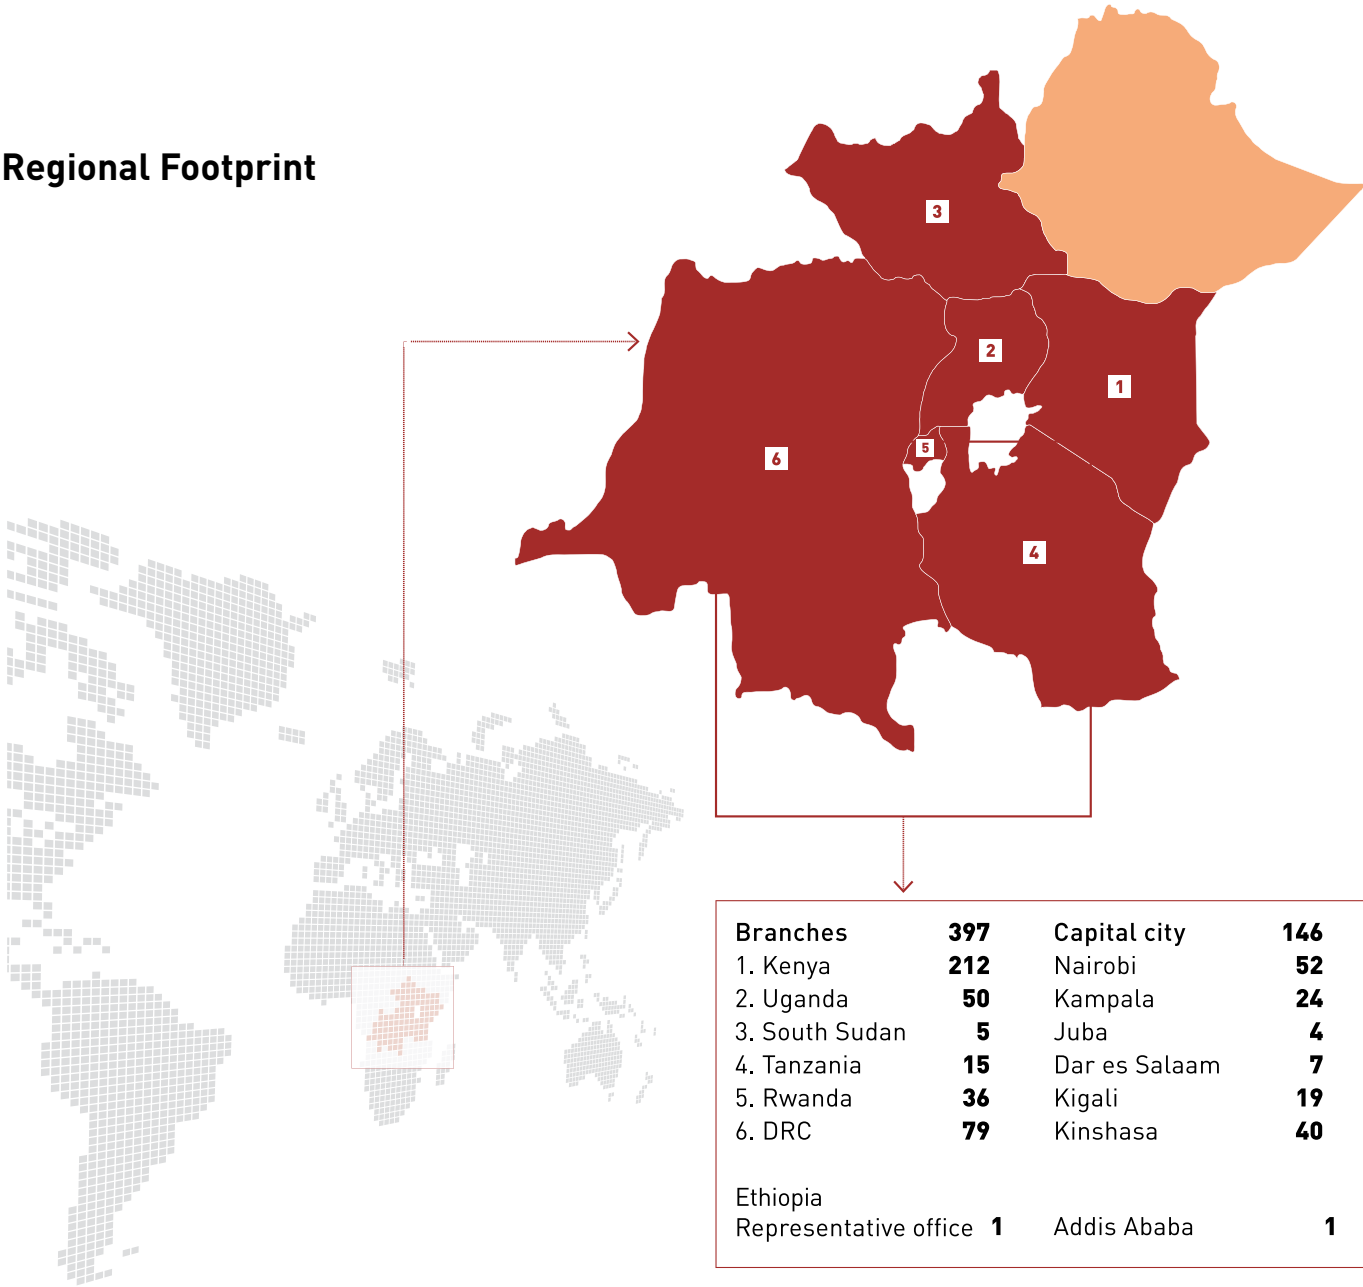 Regional Footprint
3
2
1
5
6
4
Branches 397 Capital city 146
1. Kenya 212 Nairobi 52
2. Uganda 50 Kampala 24
3. South Sudan 5 Juba 4
4. Tanzania 15 Dar es Salaam 7
5. Rwanda 36 Kigali 19
6. DRC 79 Kinshasa 40
Ethiopia
Representative office 1 Addis Ababa 1